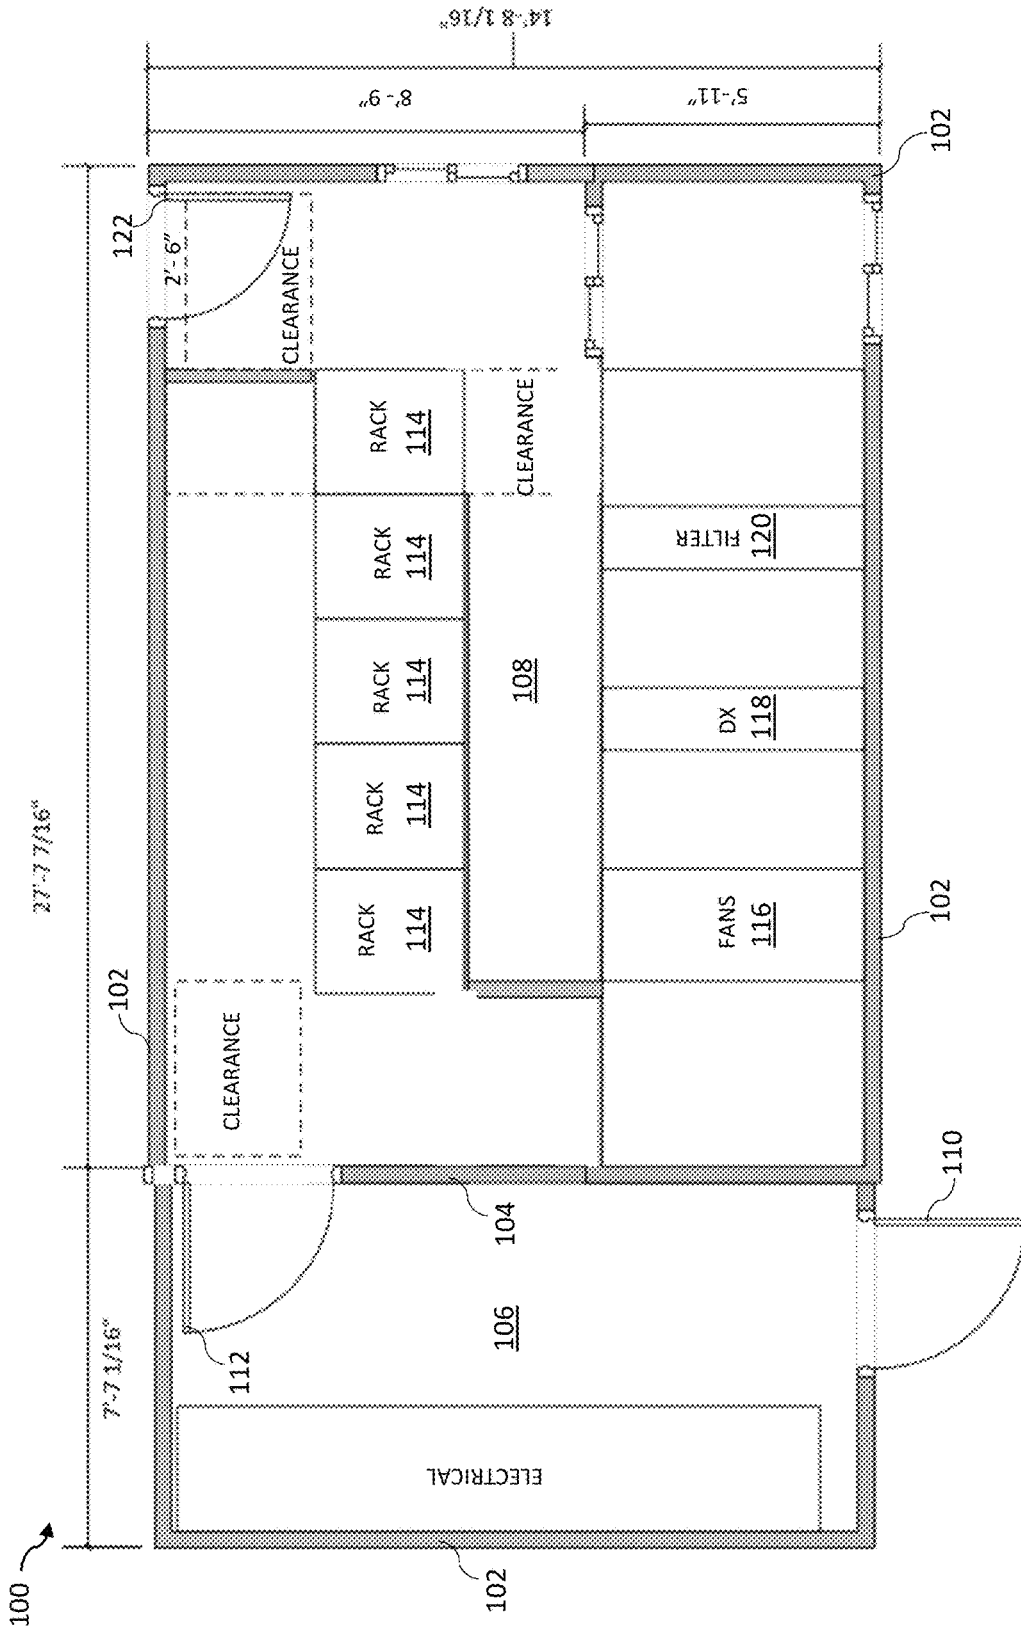 100
27'-7 7/16"
7'-7 1/16"
14'-8 1/16"
8'-9"
5'-11"
102
122
2'-6"
CLEARANCE
102
CLEARANCE
RACK
114
RACK
114
RACK
114
RACK
114
RACK
114
CLEARANCE
108
FILTER
120
DX
118
FANS
116
102
102
104
112
106
110
ELECTRICAL
102